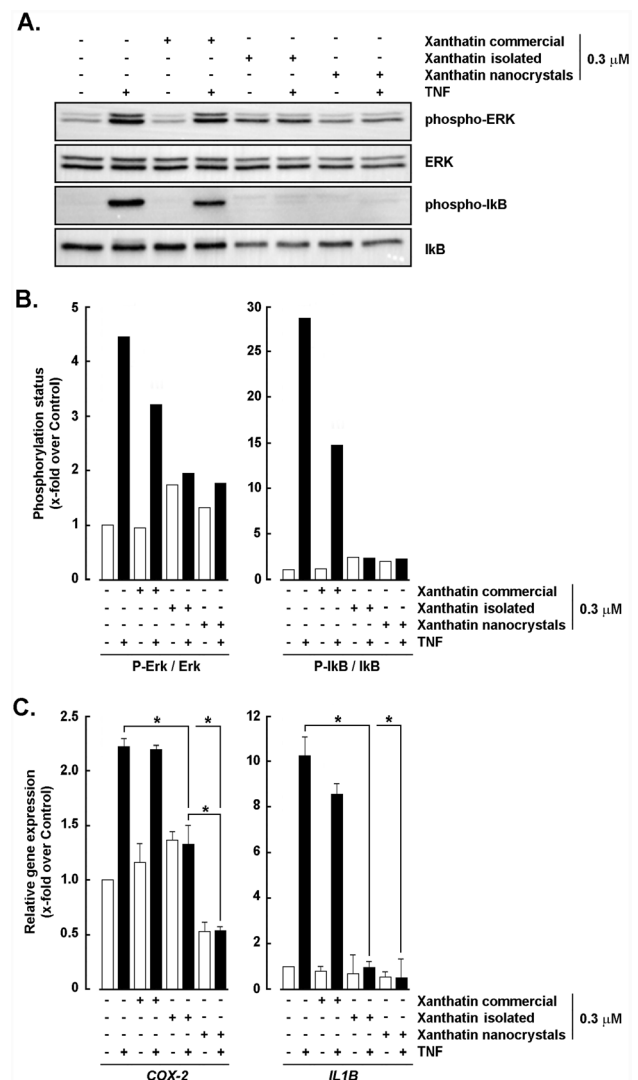 A.
- - + + - - - - Xanthatin commercial
- - - - + + - - Xanthatin isolated
- - - - - - + + Xanthatin nanocrystals
- + - + - + - + TNF
0.3 µM
phospho-ERK
ERK
phospho-IkB
IkB
B.
Phosphorylation status
(x-fold over Control)
5
4
3
2
1
0
30
25
20
15
10
5
0
- - + + - - - - - - + + - - - - Xanthatin commercial
- - - - + + - - - - - - + + - - Xanthatin isolated
- - - - - - + + - - - - - - + + Xanthatin nanocrystals
- + - + - + - + - + - + - + - + TNF
0.3 µM
P-Erk / Erk
P-IkB / IkB
C.
Relative gene expression
(x-fold over Control)
2.5
2.0
1.5
1.0
0.5
0
* *
*
12
10
8
6
4
2
0
* *
- - + + - - - - - - + + - - - - Xanthatin commercial
- - - - + + - - - - - - + + - - Xanthatin isolated
- - - - - - + + - - - - - - + + Xanthatin nanocrystals
- + - + - + - + - + - + - + - + TNF
0.3 µM
COX-2
IL1B